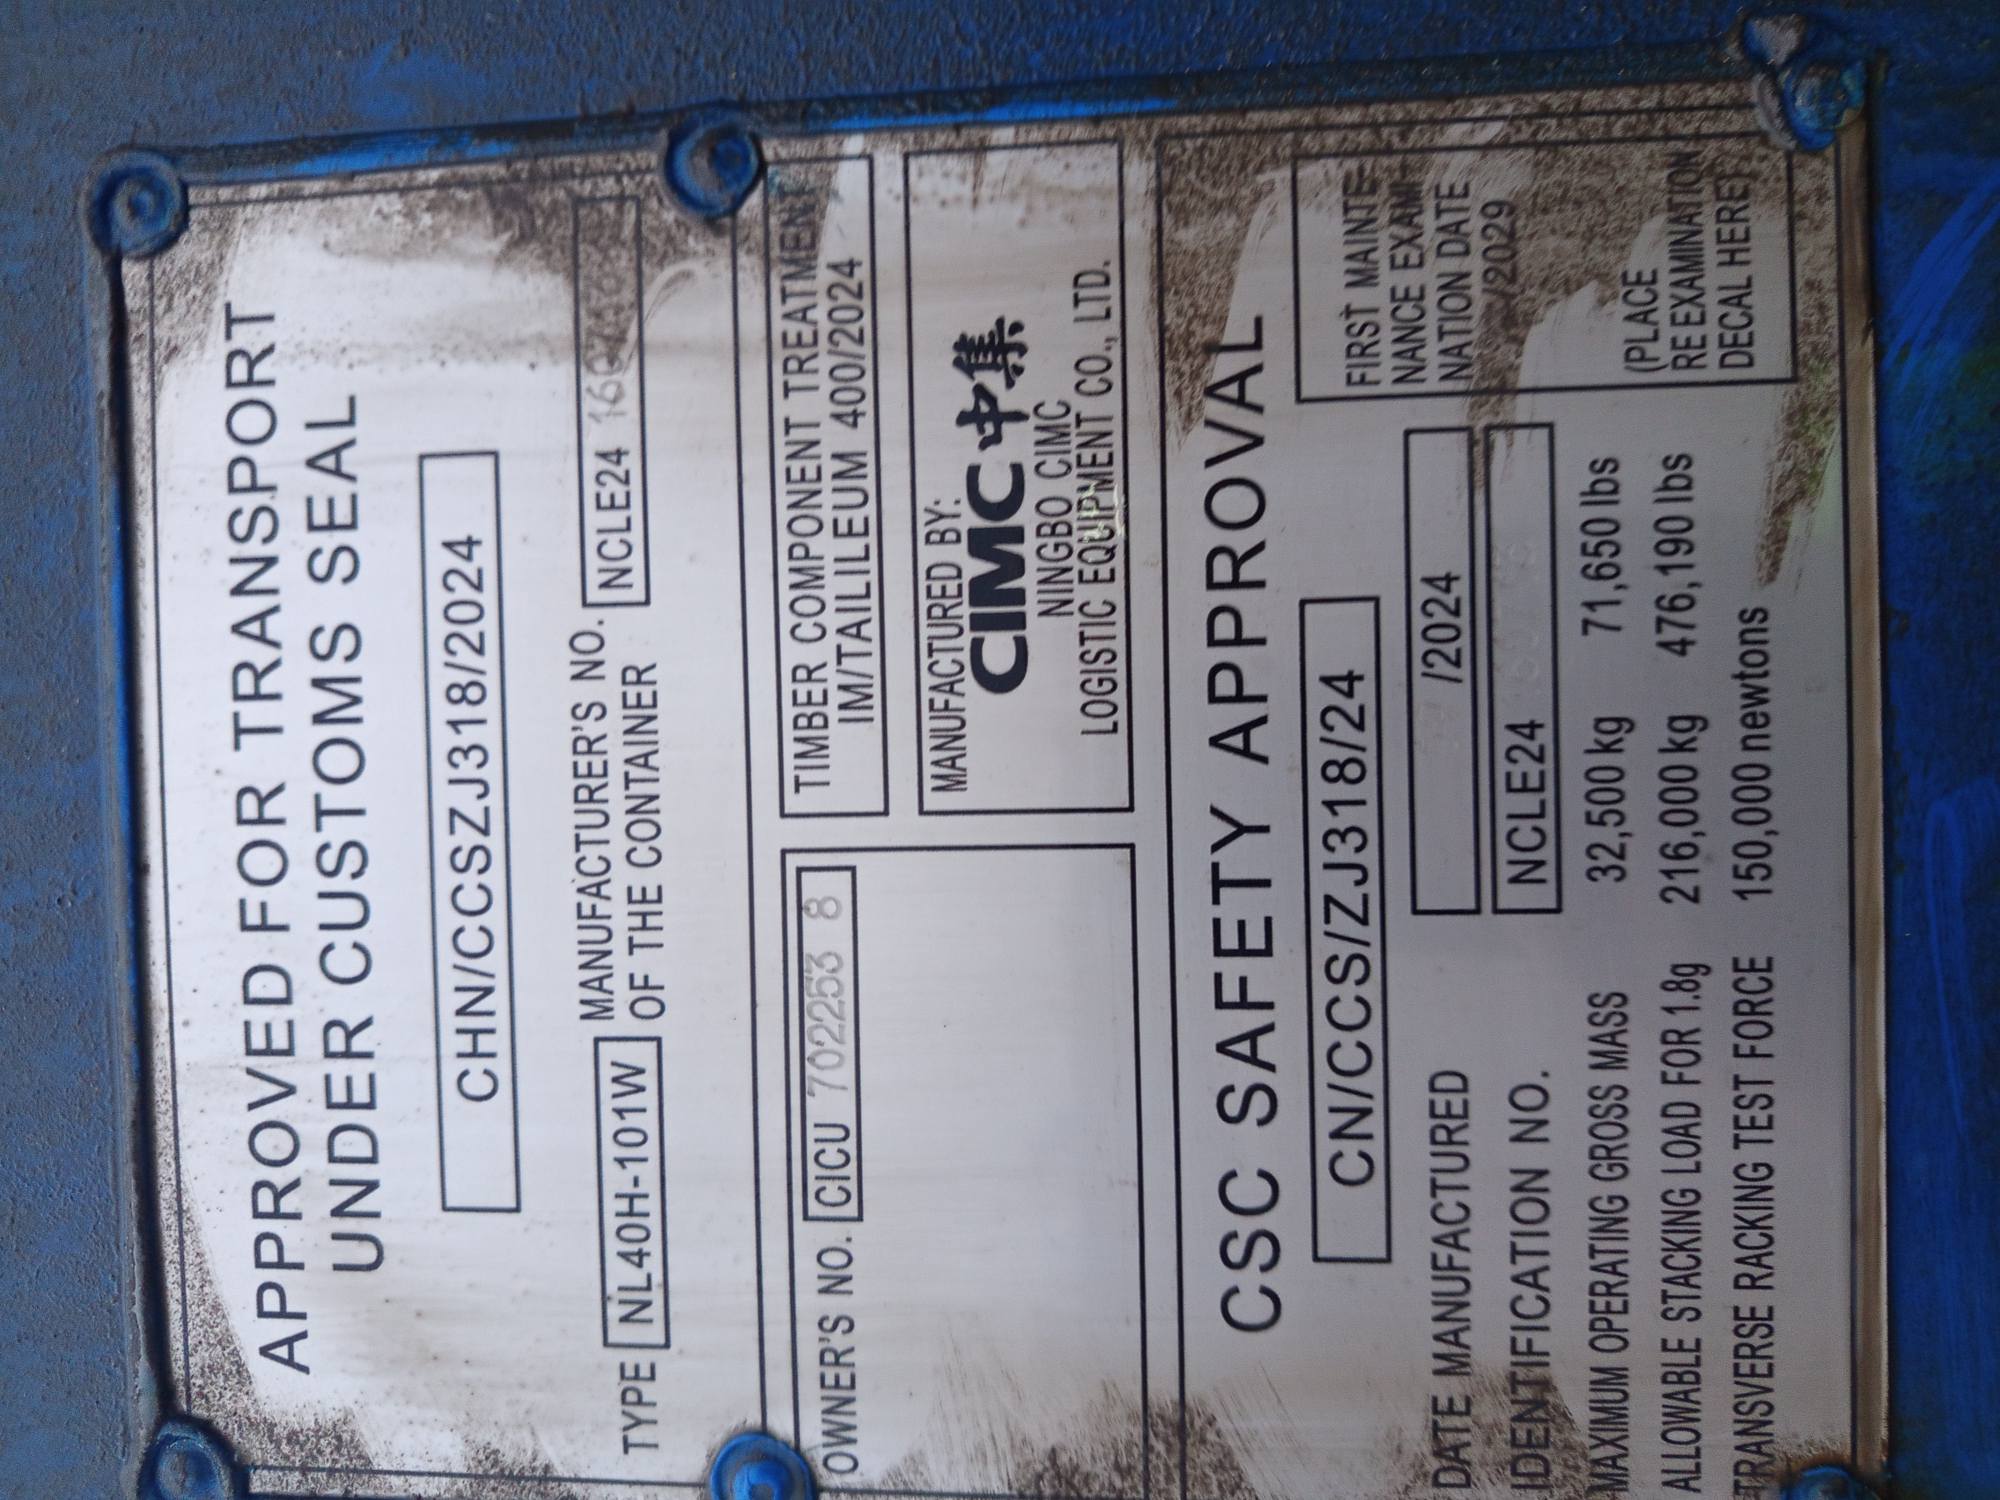 APPROVED FOR TRANSPORT
UNDER CUSTOMS SEAL
CHN/CCSZJ318/2024
TYPE NL40H-101W MANUFACTURER'S NO.
OF THE CONTAINER NCLE24
OWNER'S NO. CICU 702253 8
TIMBER COMPONENT TREATMENT
IM/TAILILEUM 400/2024
MANUFACTURED BY:
CIMC 中集
NINGBO CIMC
LOGISTIC EQUIPMENT CO., LTD.
CSC SAFETY APPROVAL
CN/CCS/ZJ318/24
DATE MANUFACTURED /2024
IDENTIFICATION NO. NCLE24
MAXIMUM OPERATING GROSS MASS 32,500 kg 71,650 lbs
ALLOWABLE STACKING LOAD FOR 1.8g 216,000 kg 476,190 lbs
TRANSVERSE RACKING TEST FORCE 150,000 newtons
FIRST MAINTE-
NANCE EXAMI-
NATION DATE
/2029
(PLACE
RE EXAMINATION
DECAL HERE)